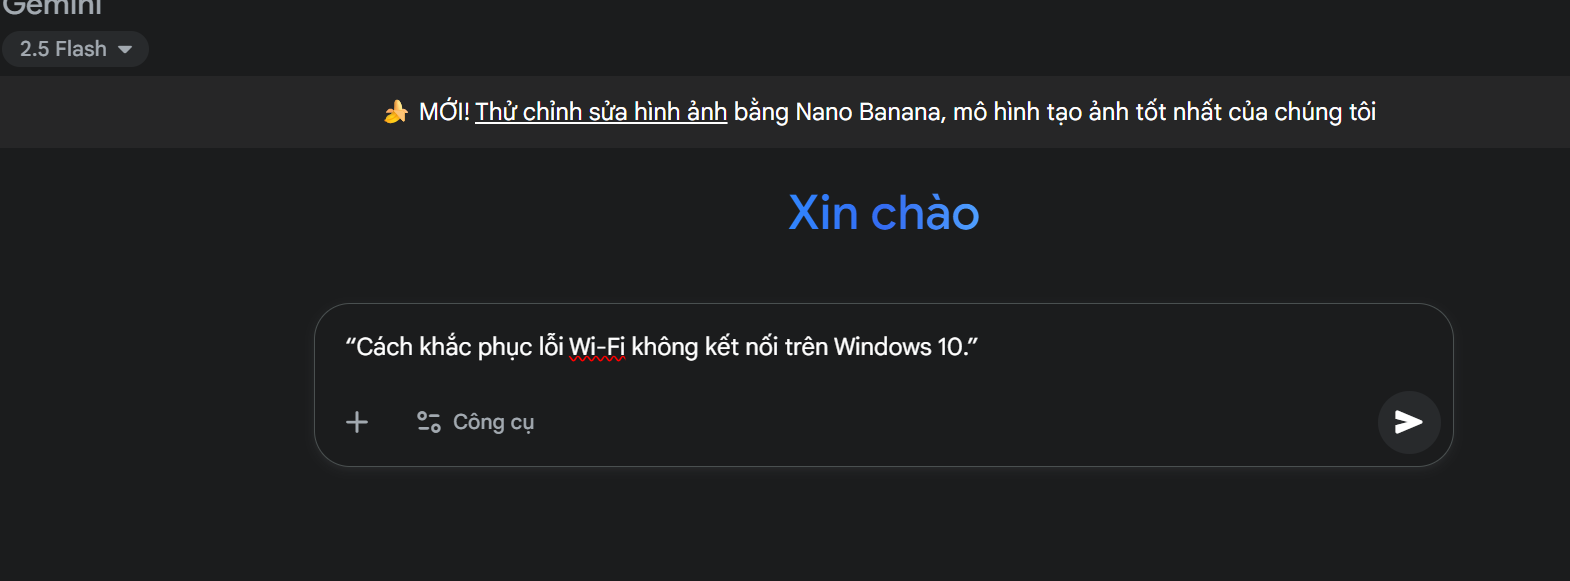 Gemini
2.5 Flash
🍌 MỚI! Thử chỉnh sửa hình ảnh bằng Nano Banana, mô hình tạo ảnh tốt nhất của chúng tôi
Xin chào
“Cách khắc phục lỗi Wi-Fi không kết nối trên Windows 10.”
Công cụ